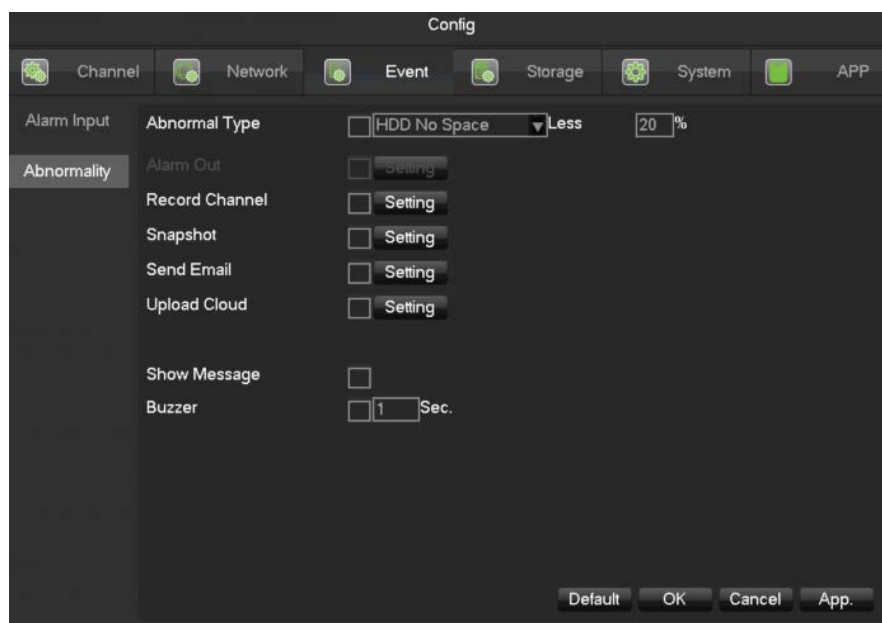 Config
Channel Network Event Storage System APP
Alarm Input
Abnormality
Abnormal Type HDD No Space Less 20 %
Alarm Out Setting
Record Channel Setting
Snapshot Setting
Send Email Setting
Upload Cloud Setting
Show Message
Buzzer 1 Sec.
Default OK Cancel App.